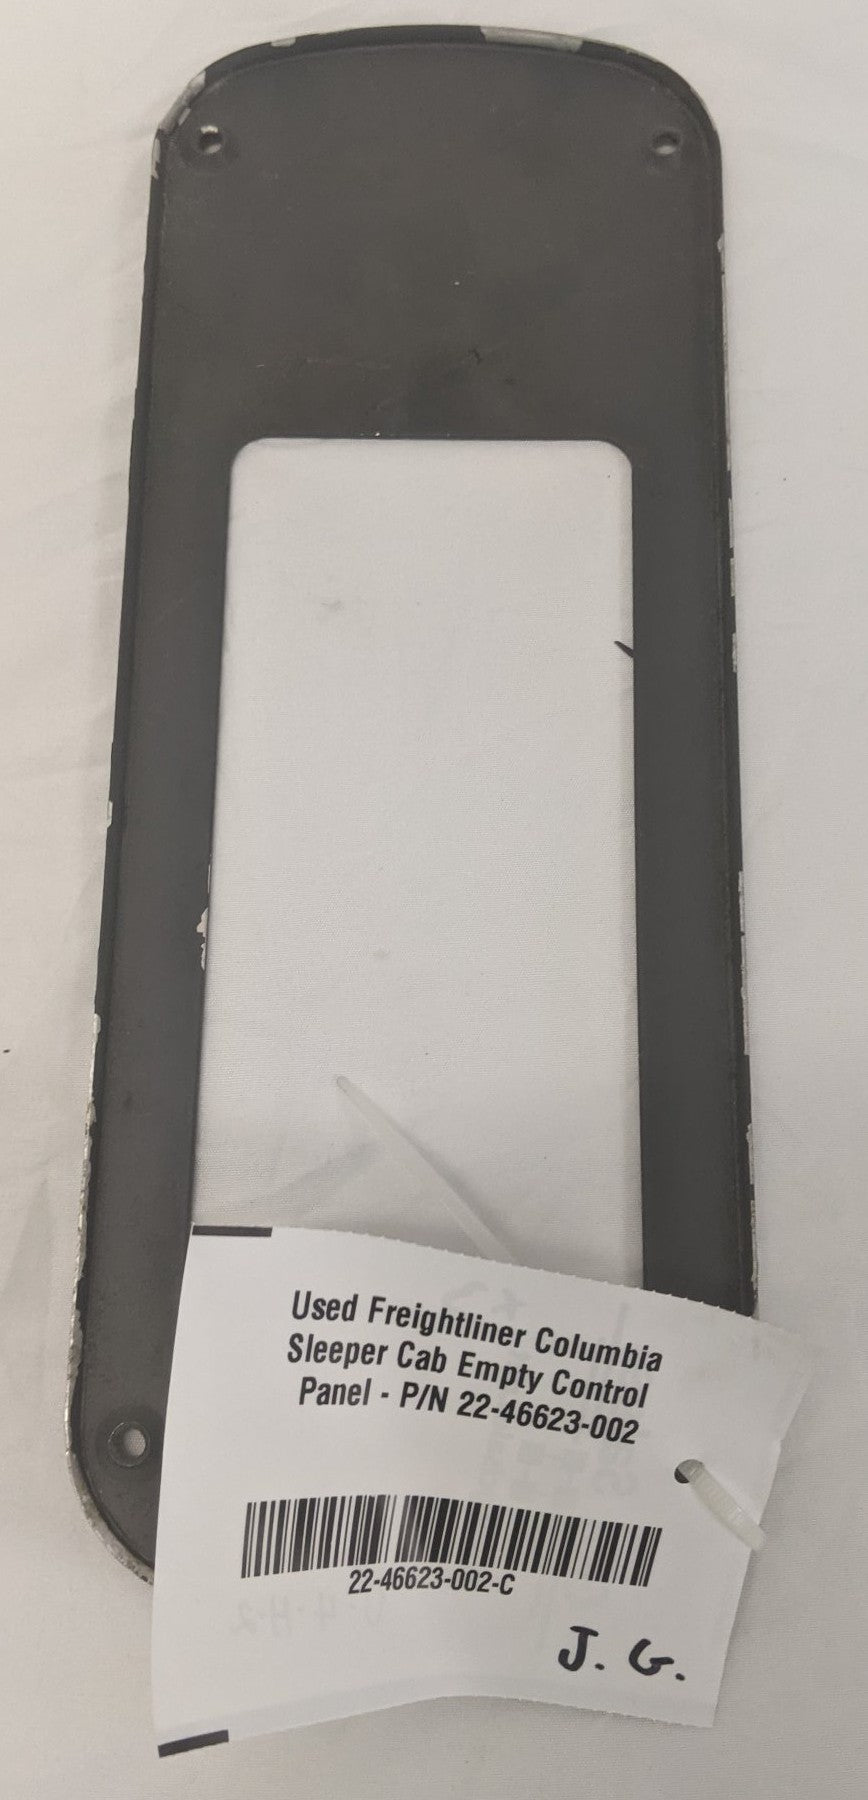 Used Freightliner Columbia
Sleeper Cab Empty Control
Panel - P/N 22-46623-002
22-46623-002-C
J. G.